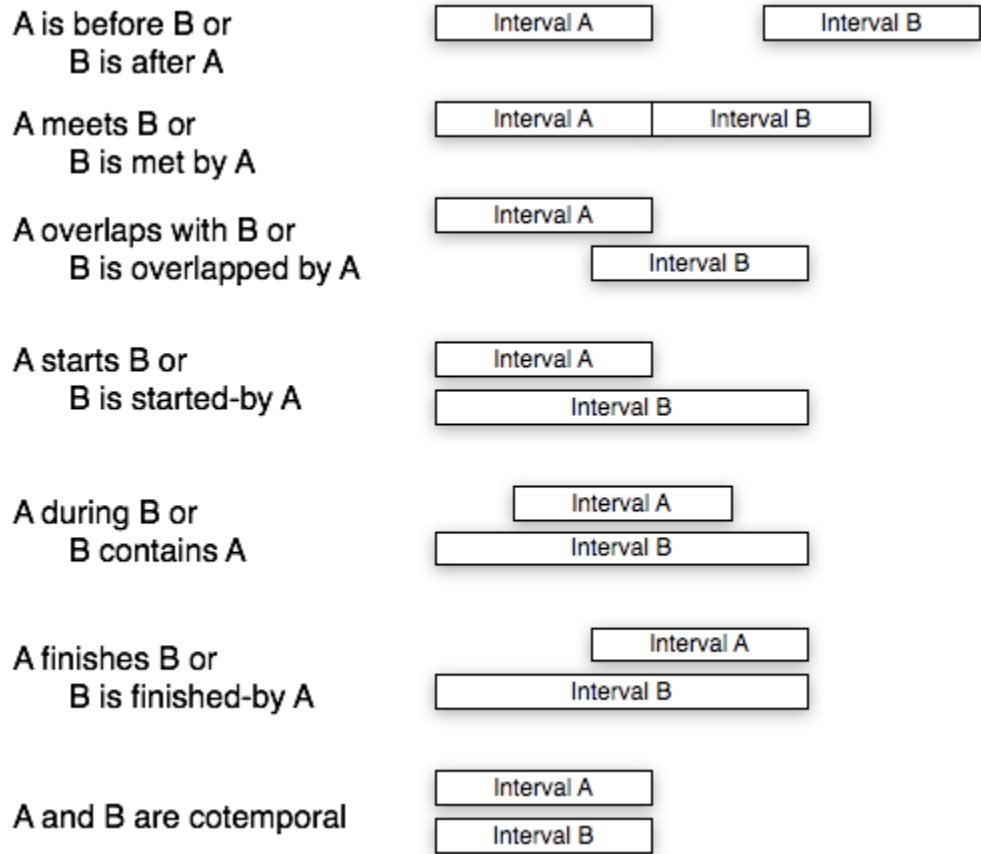 A is before B or
B is after A
Interval A
Interval B
A meets B or
B is met by A
Interval A
Interval B
A overlaps with B or
B is overlapped by A
Interval A
Interval B
A starts B or
B is started-by A
Interval A
Interval B
A during B or
B contains A
Interval A
Interval B
A finishes B or
B is finished-by A
Interval A
Interval B
A and B are cotemporal
Interval A
Interval B